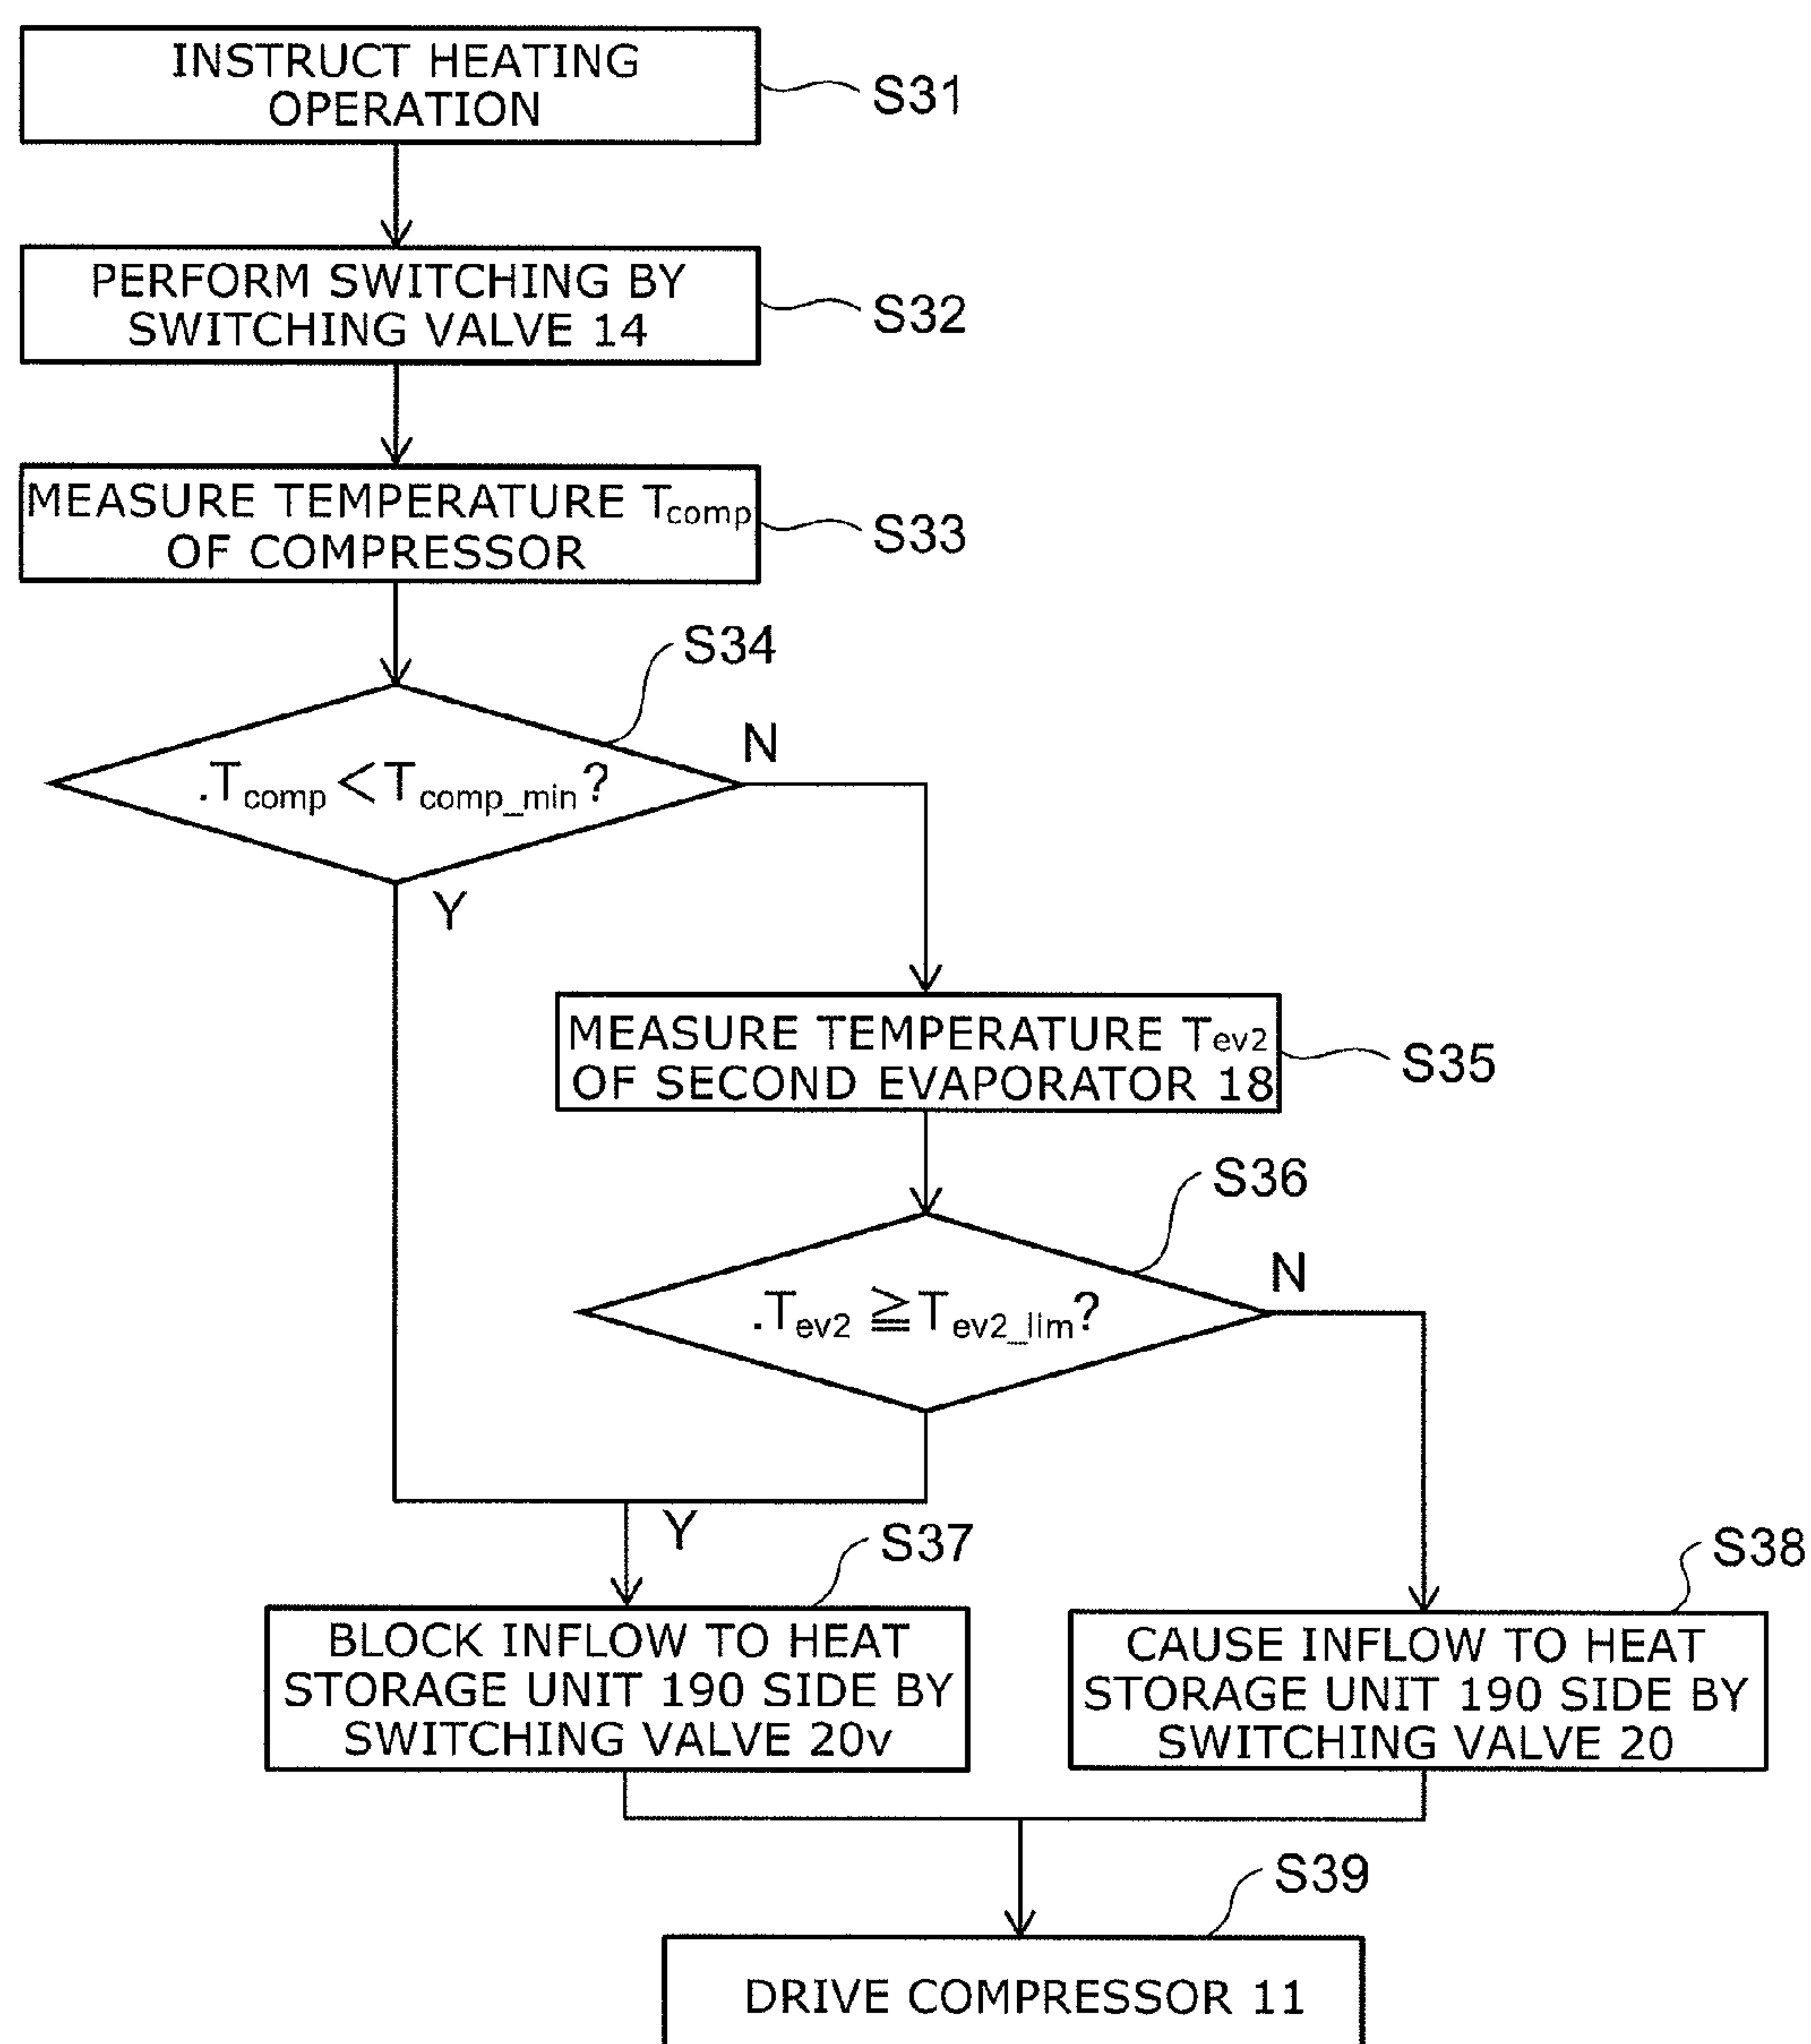 INSTRUCT HEATING
OPERATION
S31
PERFORM SWITCHING BY
SWITCHING VALVE 14
S32
MEASURE TEMPERATURE Tcomp
OF COMPRESSOR
S33
S34
.Tcomp < Tcomp_min?
N
Y
MEASURE TEMPERATURE Tev2
OF SECOND EVAPORATOR 18
S35
S36
.Tev2 ≧ Tev2_lim?
N
Y
S37
BLOCK INFLOW TO HEAT
STORAGE UNIT 190 SIDE BY
SWITCHING VALVE 20v
S38
CAUSE INFLOW TO HEAT
STORAGE UNIT 190 SIDE BY
SWITCHING VALVE 20
S39
DRIVE COMPRESSOR 11